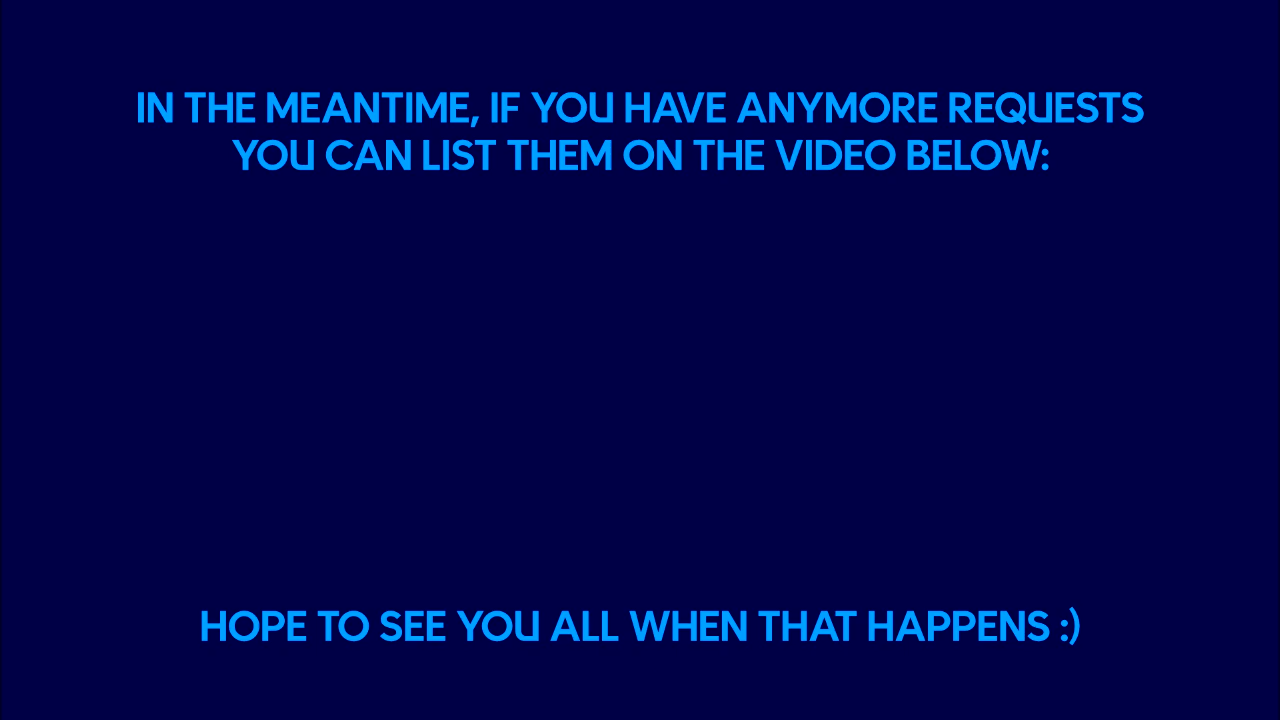 IN THE MEANTIME, IF YOU HAVE ANYMORE REQUESTS
YOU CAN LIST THEM ON THE VIDEO BELOW:
HOPE TO SEE YOU ALL WHEN THAT HAPPENS :)